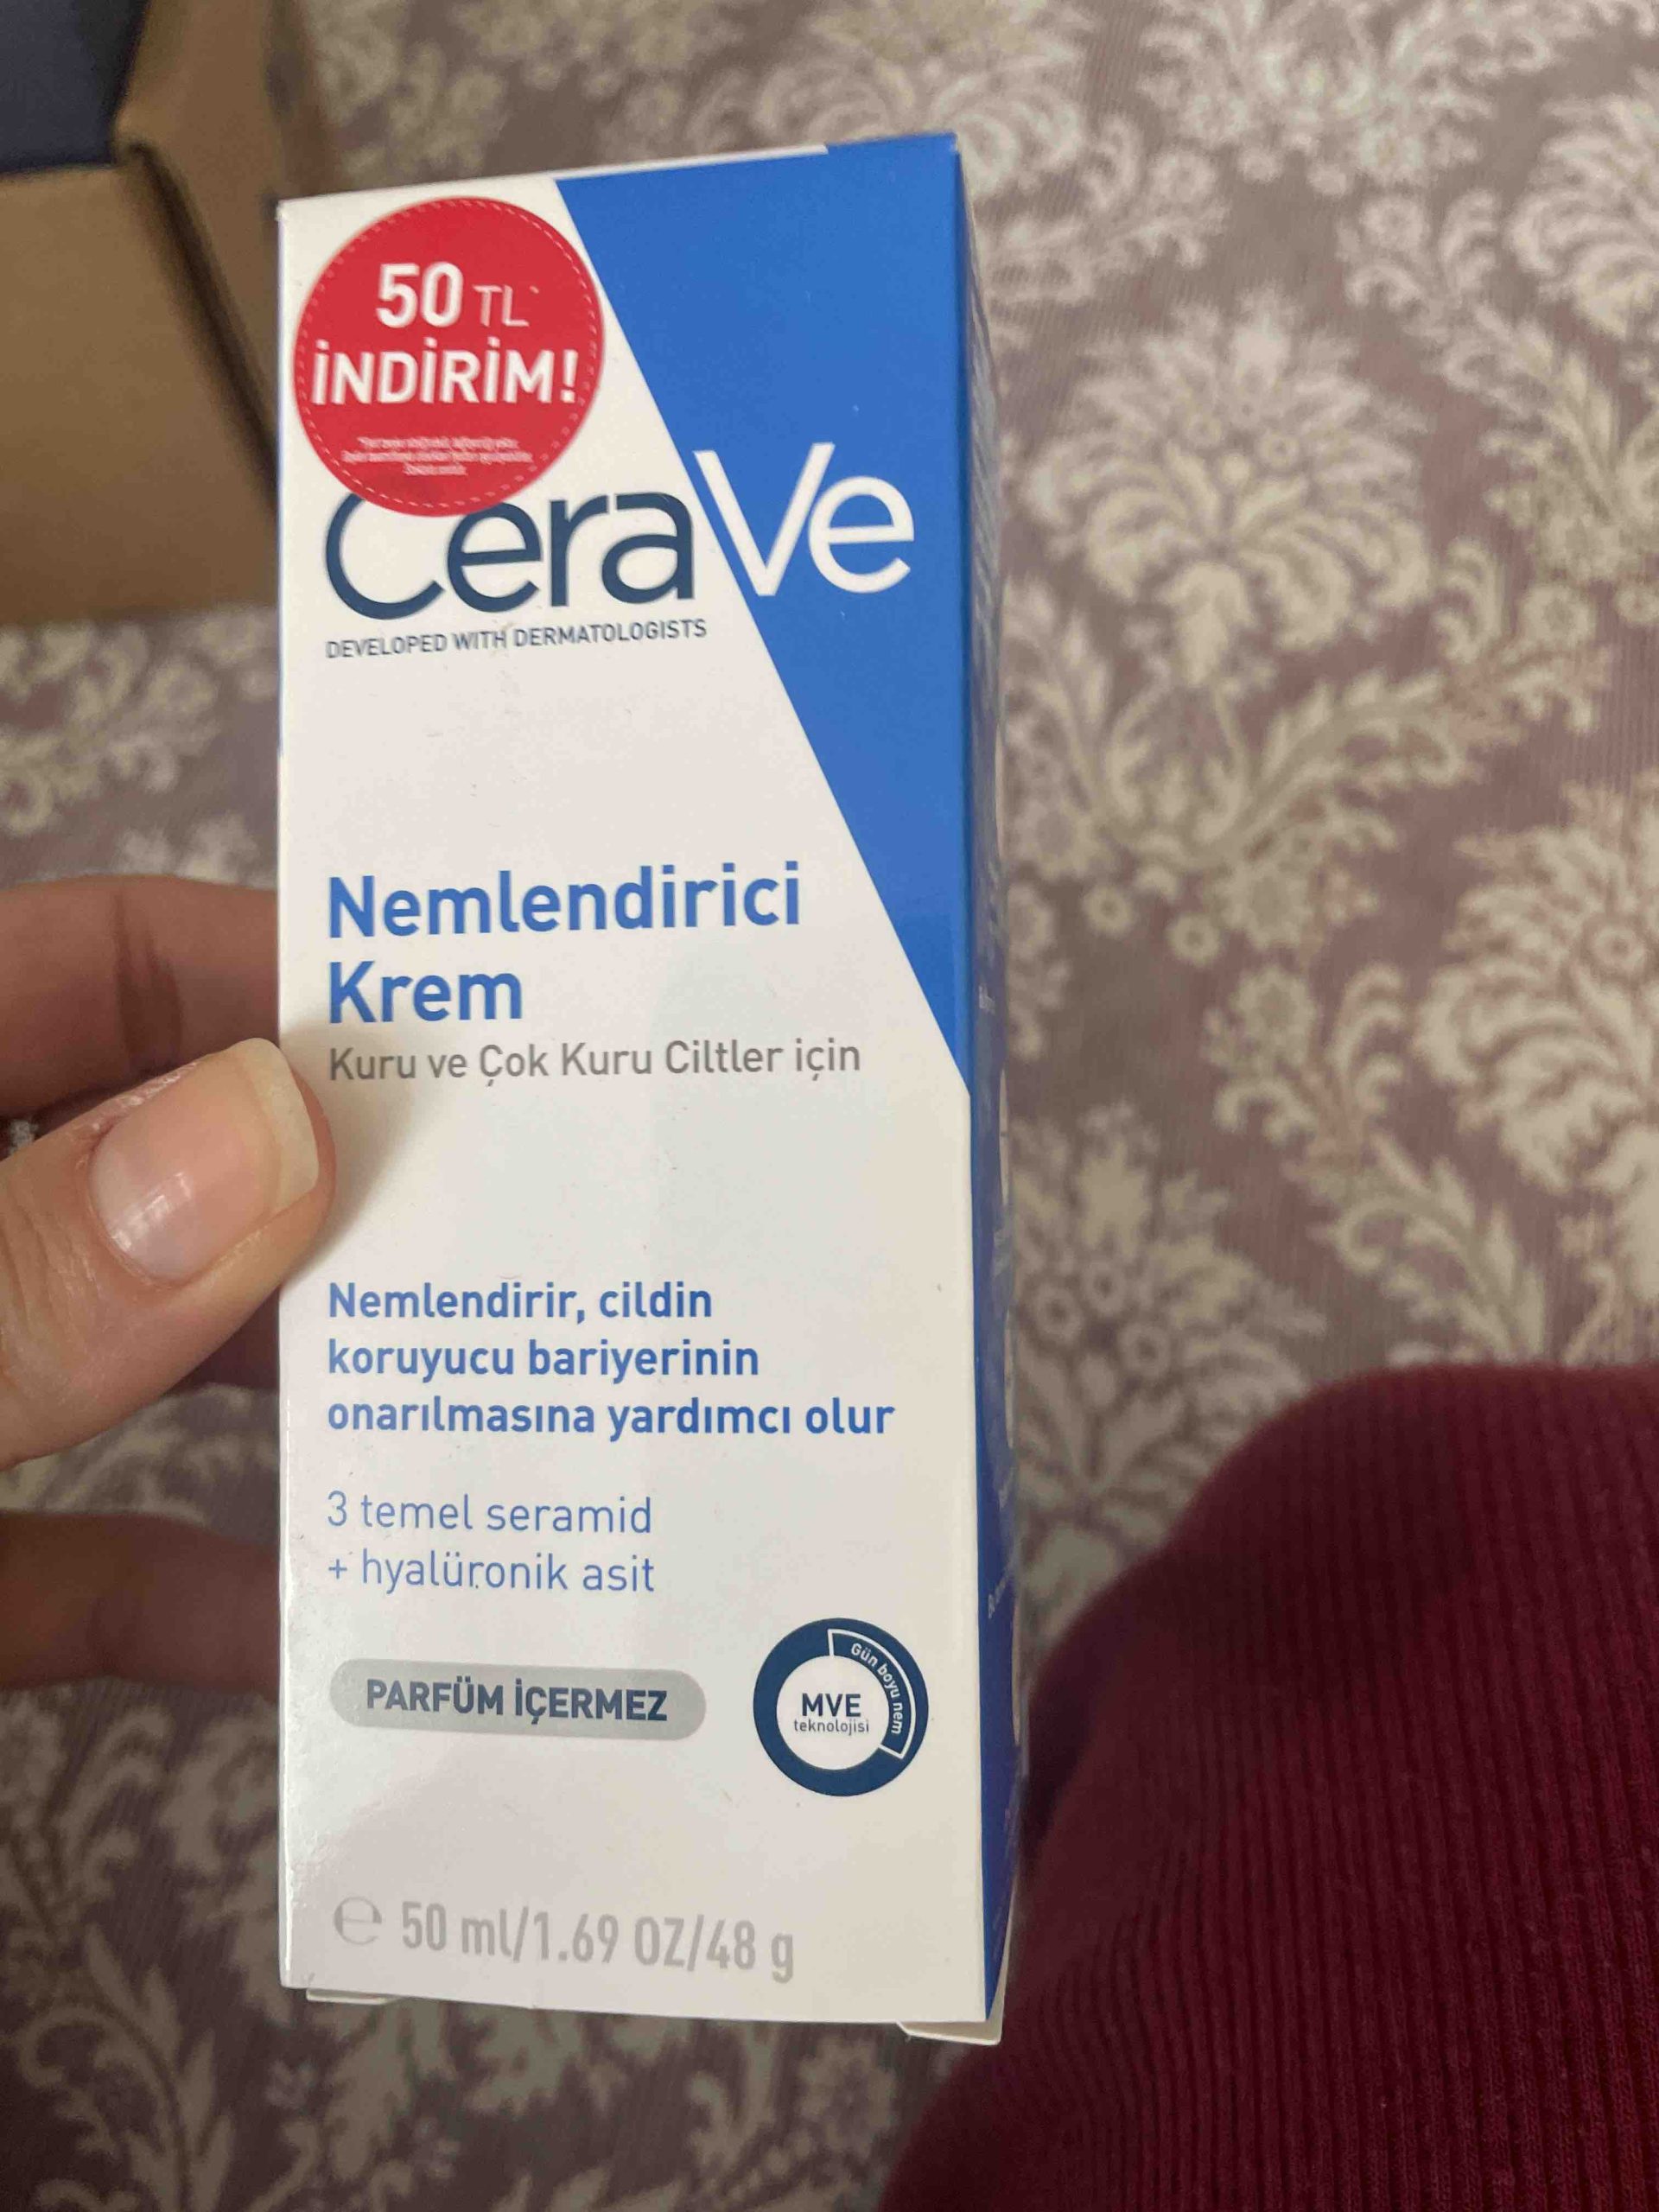 50 TL
İNDİRİM!
CeraVe
DEVELOPED WITH DERMATOLOGISTS
Nemlendirici
Krem
Kuru ve Çok Kuru Ciltler için
Nemlendirir, cildin
koruyucu bariyerinin
onarılmasına yardımcı olur
3 temel seramid
+ hyalüronik asit
PARFÜM İÇERMEZ
Gün boyu nem
MVE
teknolojisi
℮ 50 ml/1.69 OZ/48 g